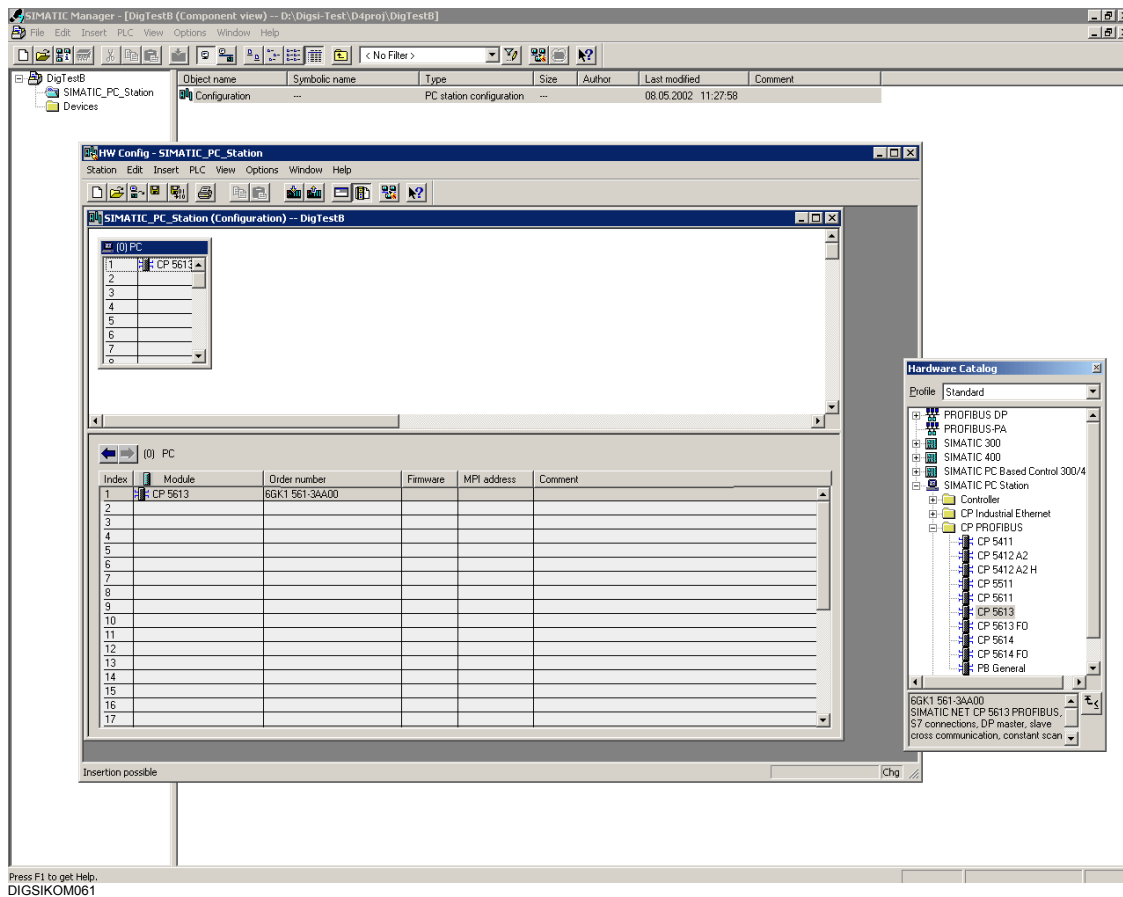 SIMATIC Manager - [DigTestB (Component view) -- D:\Digsi-Test\D4proj\DigTestB]
File Edit Insert PLC View Options Window Help
< No Filter >
DigTestB
SIMATIC_PC_Station
Devices
Object name Symbolic name Type Size Author Last modified Comment
Configuration --- PC station configuration --- 08.05.2002 11:27:58
HW Config - SIMATIC_PC_Station
Station Edit Insert PLC View Options Window Help
SIMATIC_PC_Station (Configuration) -- DigTestB
(0) PC
1 CP 5613
2
3
4
5
6
7
(0) PC
Index Module Order number Firmware MPI address Comment
1 CP 5613 6GK1 561-3AA00
2
3
4
5
6
7
8
9
10
11
12
13
14
15
16
17
Insertion possible Chg
Hardware Catalog
Profile Standard
PROFIBUS DP
PROFIBUS-PA
SIMATIC 300
SIMATIC 400
SIMATIC PC Based Control 300/4
SIMATIC PC Station
Controller
CP Industrial Ethernet
CP PROFIBUS
CP 5411
CP 5412 A2
CP 5412 A2 H
CP 5511
CP 5611
CP 5613
CP 5613 FO
CP 5614
CP 5614 FO
PB General
6GK1 561-3AA00
SIMATIC NET CP 5613 PROFIBUS,
S7 connections, DP master, slave
cross communication, constant scan
Press F1 to get Help.
DIGSIKOM061